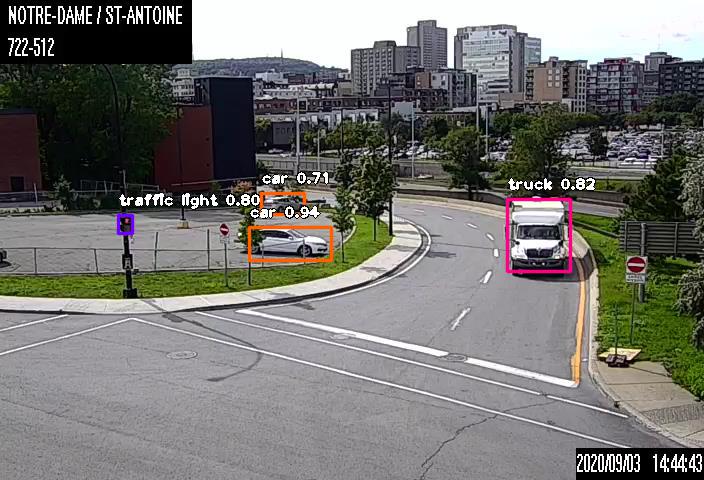 NOTRE-DAME / ST-ANTOINE
722-512
car 0.71
truck 0.82
traffic light 0.80
car 0.94
2020/09/03 14:44:43